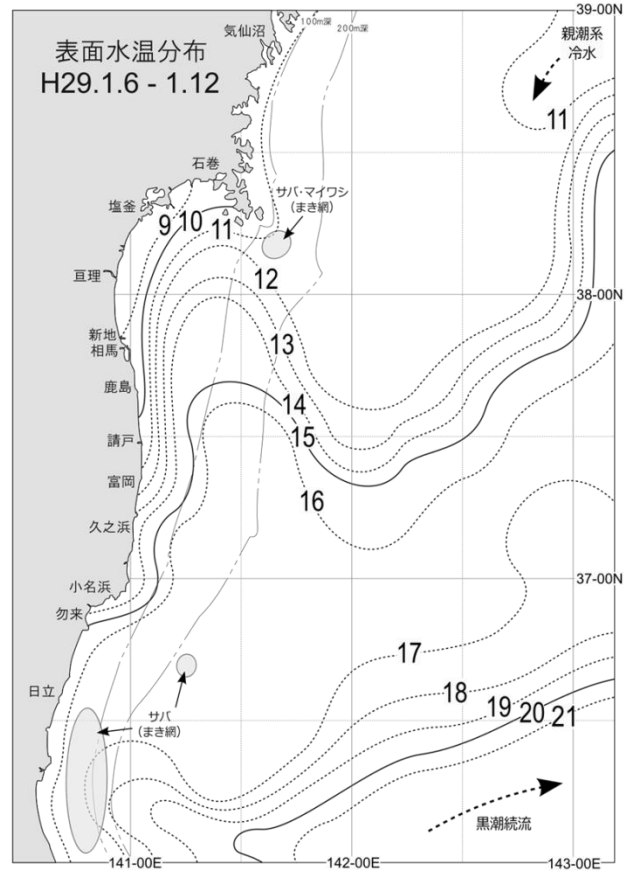 表面水温分布
H29.1.6 - 1.12
気仙沼
100m深
200m深
39-00N
親潮系
冷水
11
石巻
塩釜
9
10
11
サバ・マイワシ
(まき網)
亘理
12
38-00N
新地
相馬
13
鹿島
14
請戸
15
富岡
16
久之浜
小名浜
37-00N
勿来
17
日立
18
19
20
21
サバ
(まき網)
黒潮続流
141-00E
142-00E
143-00E